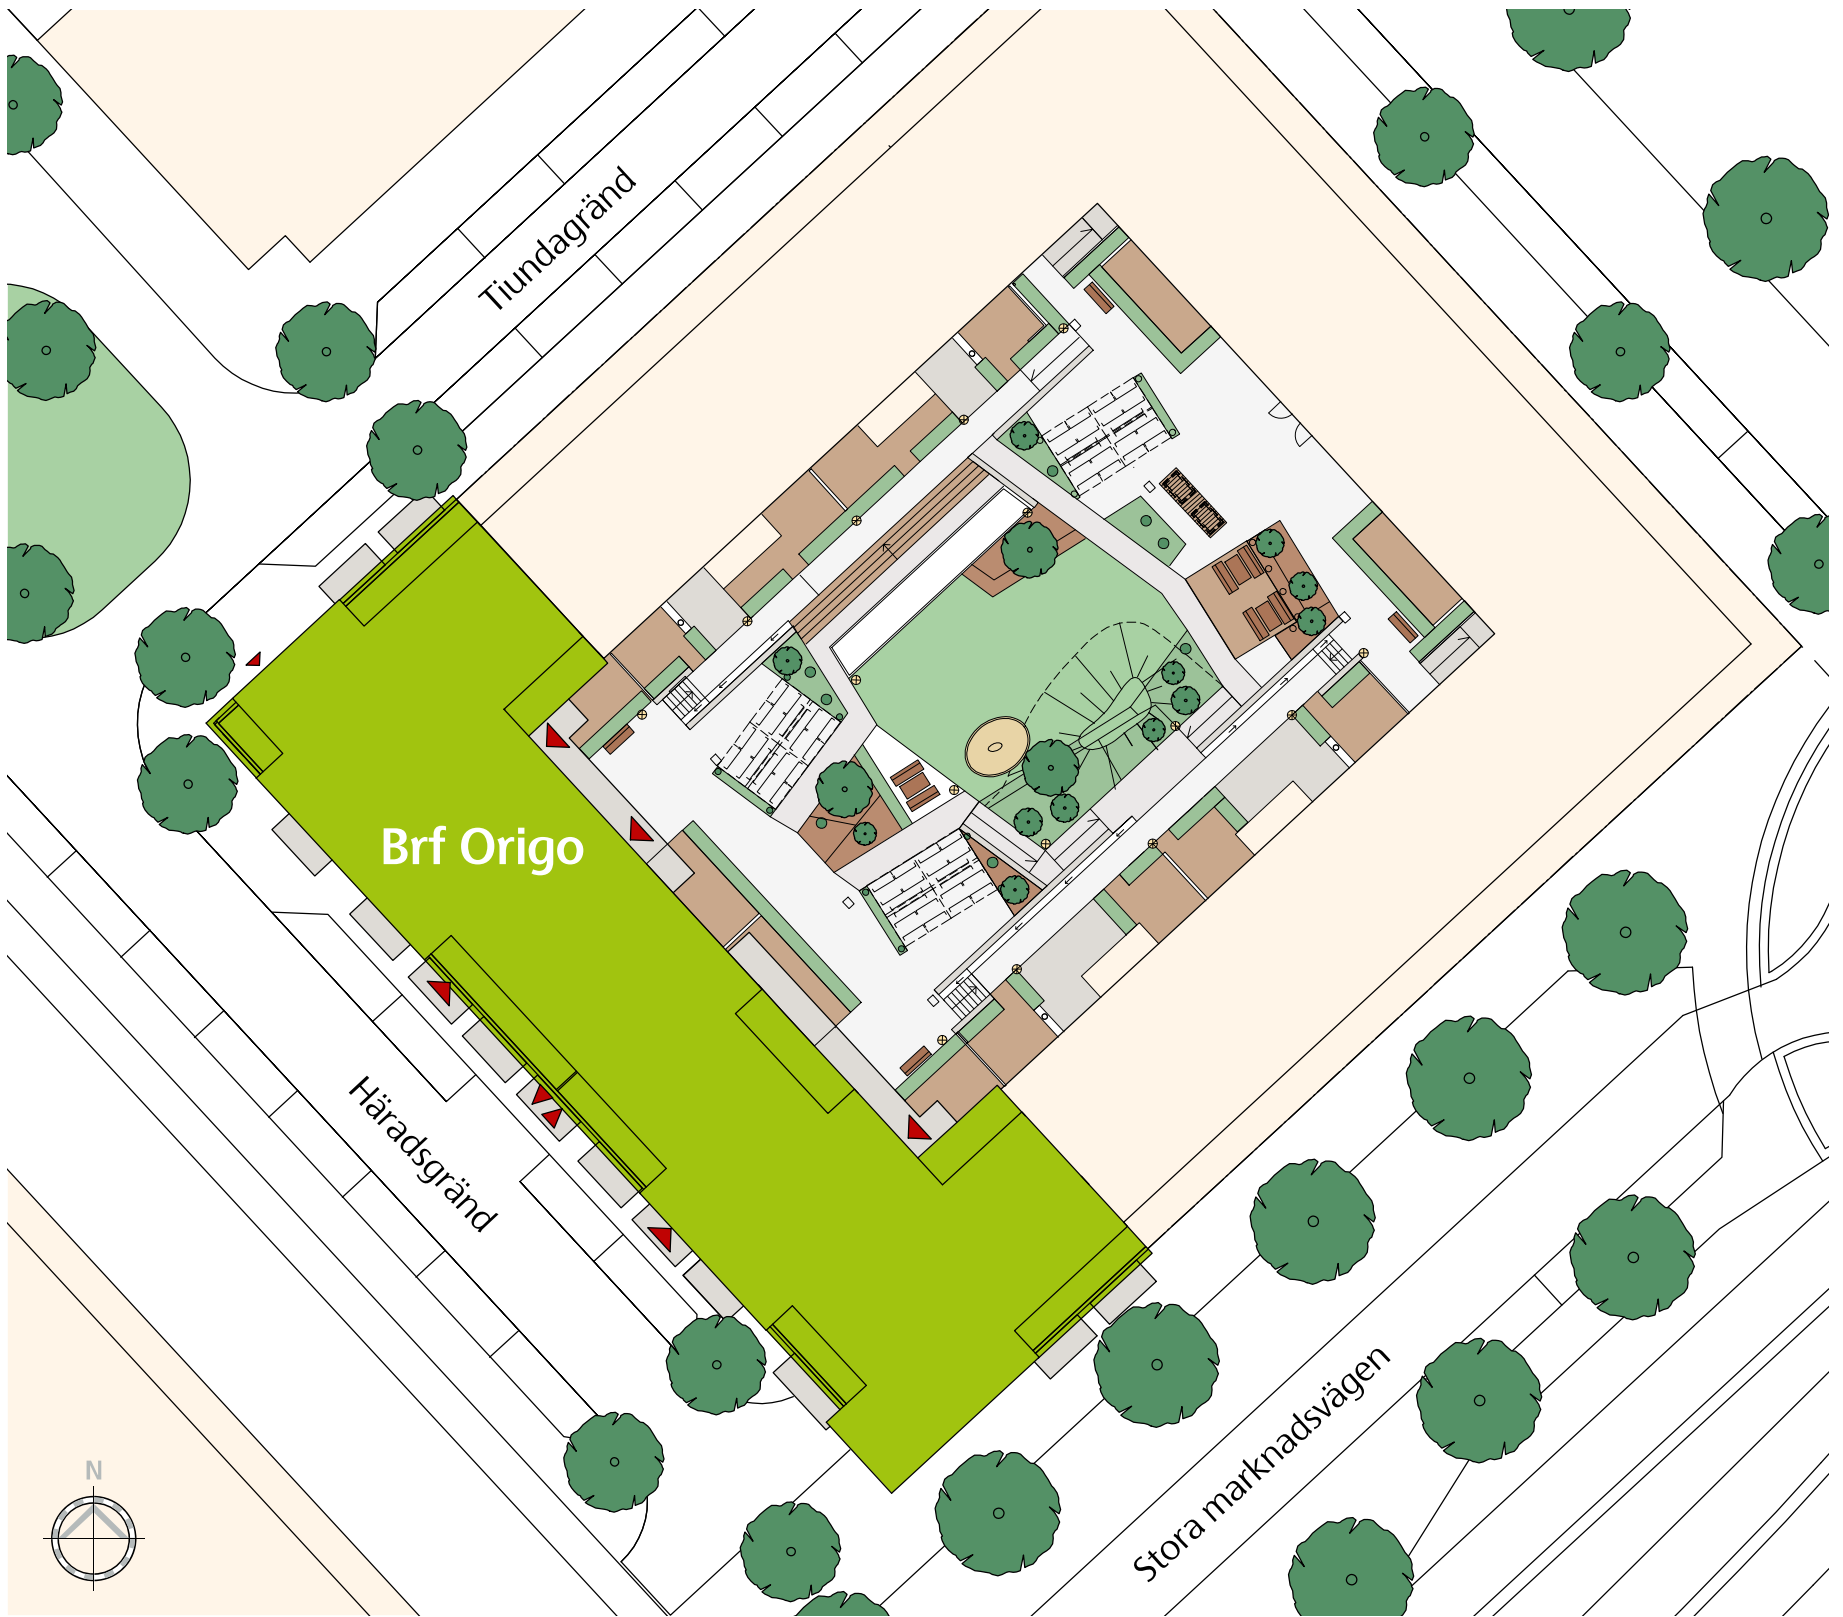 Tiundagränd
Brf Origo
Häradsgränd
Stora marknadsvägen
N